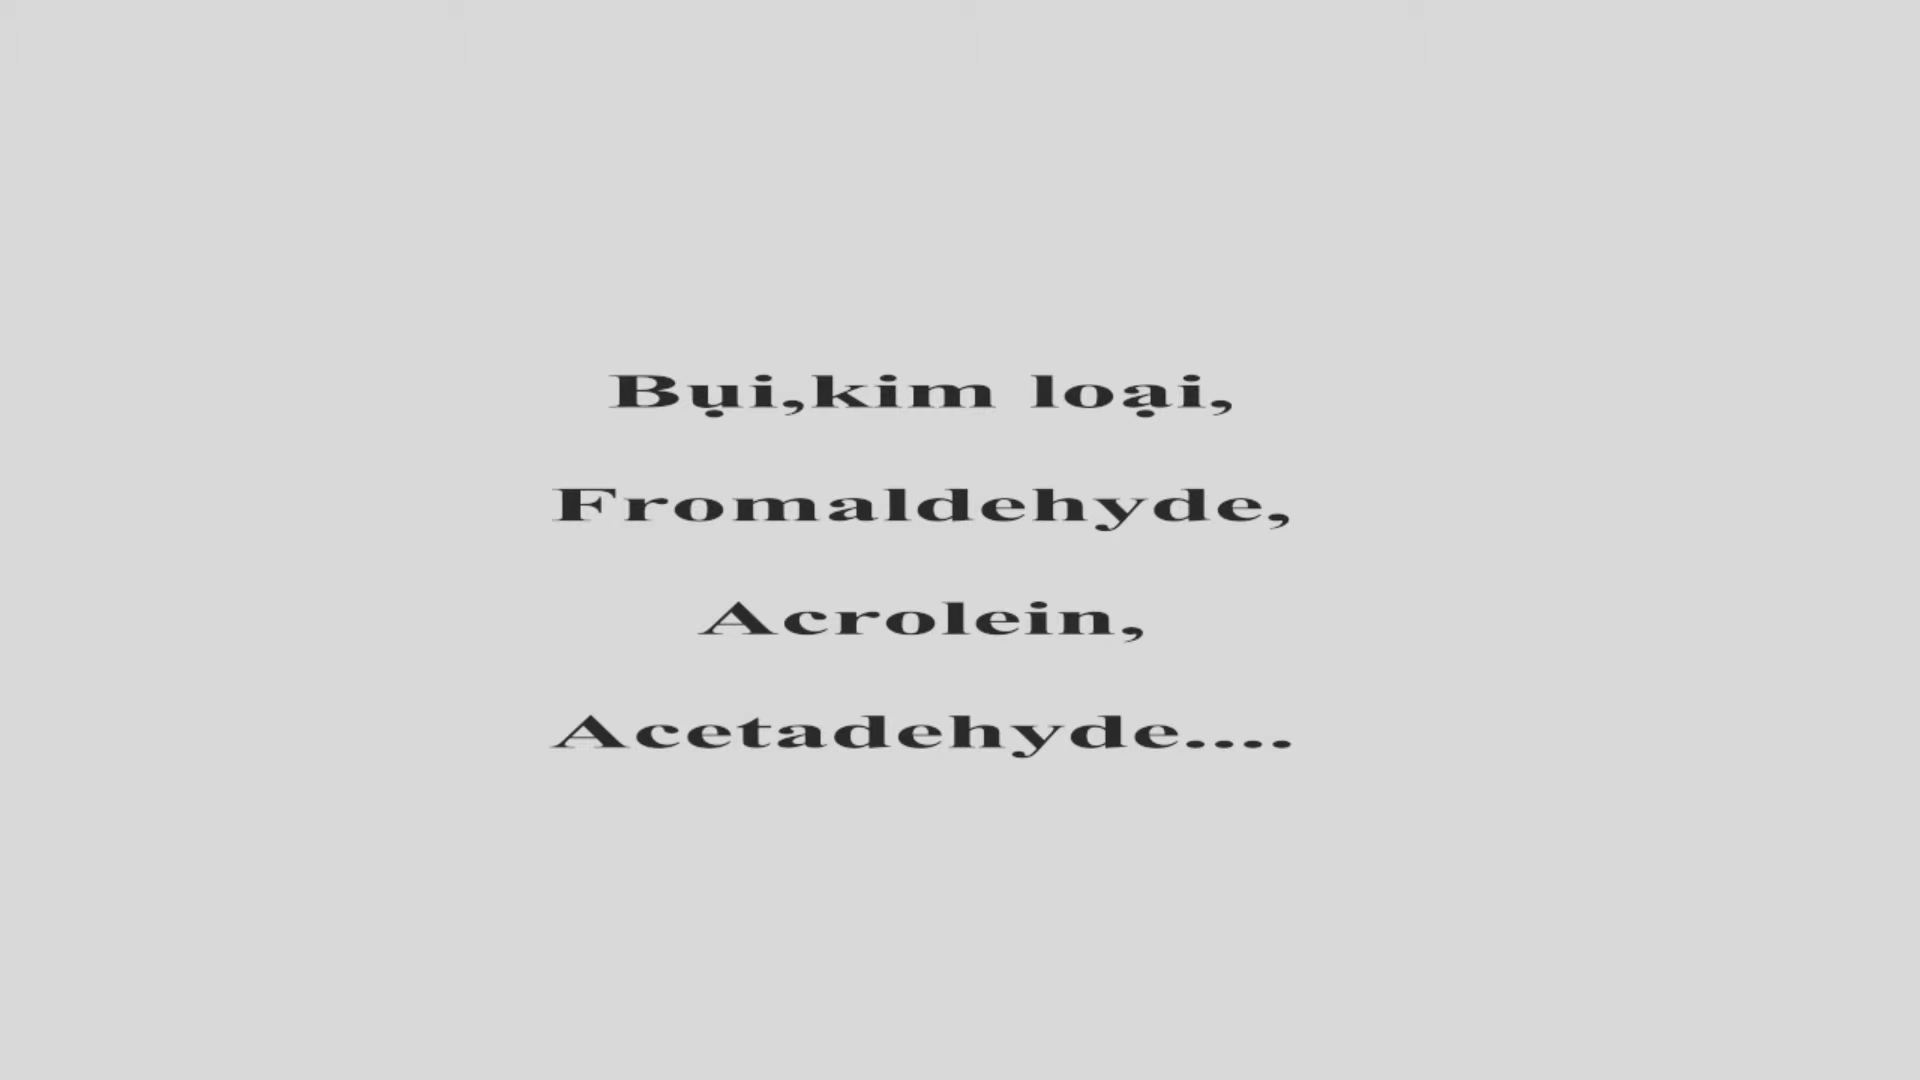 Bụi,kim loại,
Fromaldehyde,
Acrolein,
Acetadehyde....